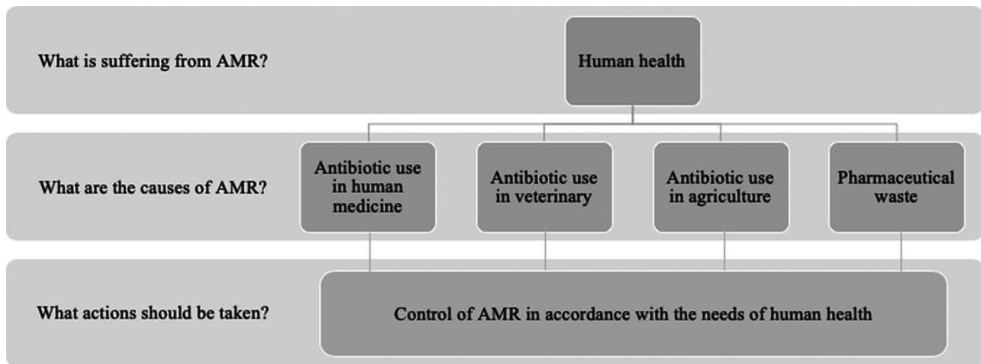 What is suffering from AMR?
Human health
What are the causes of AMR?
Antibiotic use
in human
medicine
Antibiotic use
in veterinary
Antibiotic use
in agriculture
Pharmaceutical
waste
What actions should be taken?
Control of AMR in accordance with the needs of human health